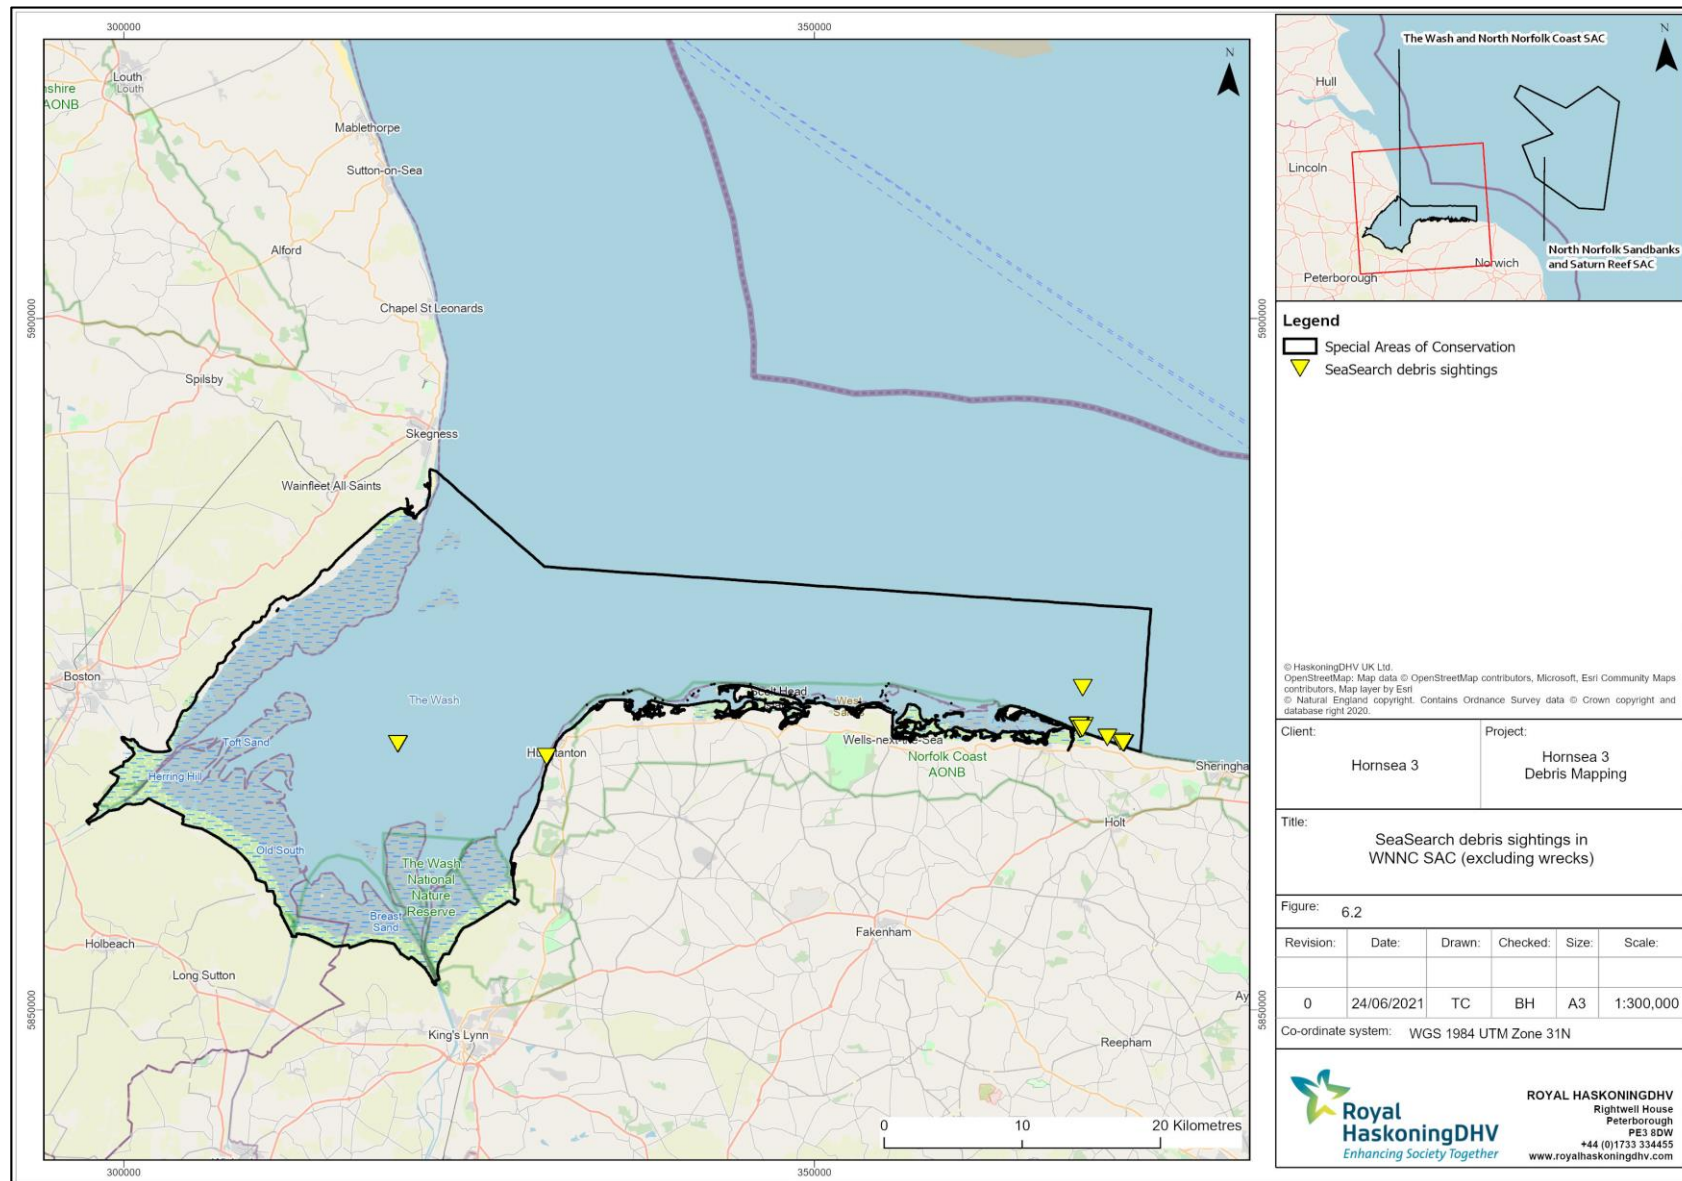 300000
350000
N
Louth
Louth
nshire
AONB
Mablethorpe
Sutton-on-Sea
Alford
Chapel St Leonards
5900000
5900000
Spilsby
Skegness
Wainfleet All Saints
Boston
The Wash
Scolt Head
West
Sands
Toft Sand
Herring Hill
Hunstanton
Wells-next-the-Sea
Norfolk Coast
AONB
Sheringha
Holt
Old South
The Wash
National
Nature
Reserve
Breast
Sand
Holbeach
Fakenham
Long Sutton
5850000
5850000
King's Lynn
Reepham
Ay
0 10 20 Kilometres
300000
350000
The Wash and North Norfolk Coast SAC
N
Hull
Lincoln
North Norfolk Sandbanks
and Saturn Reef SAC
Norwich
Peterborough
Legend
Special Areas of Conservation
SeaSearch debris sightings
© HaskoningDHV UK Ltd.
OpenStreetMap: Map data © OpenStreetMap contributors, Microsoft, Esri Community Maps
contributors, Map layer by Esri
© Natural England copyright. Contains Ordnance Survey data © Crown copyright and
database right 2020.
Client:
Hornsea 3
Project:
Hornsea 3
Debris Mapping
Title:
SeaSearch debris sightings in
WNNC SAC (excluding wrecks)
Figure: 6.2
Revision: Date: Drawn: Checked: Size: Scale:
0 24/06/2021 TC BH A3 1:300,000
Co-ordinate system: WGS 1984 UTM Zone 31N
Royal
HaskoningDHV
Enhancing Society Together
ROYAL HASKONINGDHV
Rightwell House
Peterborough
PE3 8DW
+44 (0)1733 334455
www.royalhaskoningdhv.com